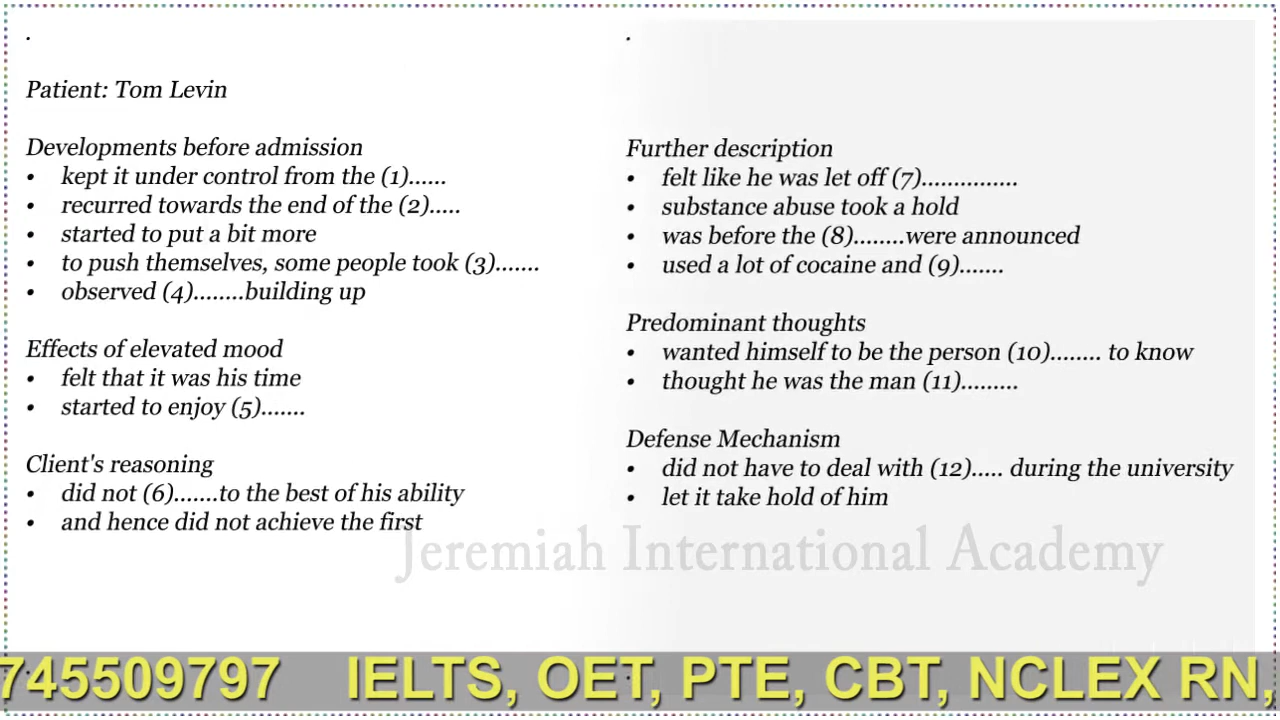 .
Patient: Tom Levin
Developments before admission
• kept it under control from the (1)......
• recurred towards the end of the (2).....
• started to put a bit more
• to push themselves, some people took (3).......
• observed (4)........building up
Effects of elevated mood
• felt that it was his time
• started to enjoy (5).......
Client's reasoning
• did not (6).......to the best of his ability
• and hence did not achieve the first
.
Further description
• felt like he was let off (7)...............
• substance abuse took a hold
• was before the (8)........were announced
• used a lot of cocaine and (9).......
Predominant thoughts
• wanted himself to be the person (10)........ to know
• thought he was the man (11).........
Defense Mechanism
• did not have to deal with (12)..... during the university
• let it take hold of him
Jeremiah International Academy
745509797 IELTS, OET, PTE, CBT, NCLEX RN,